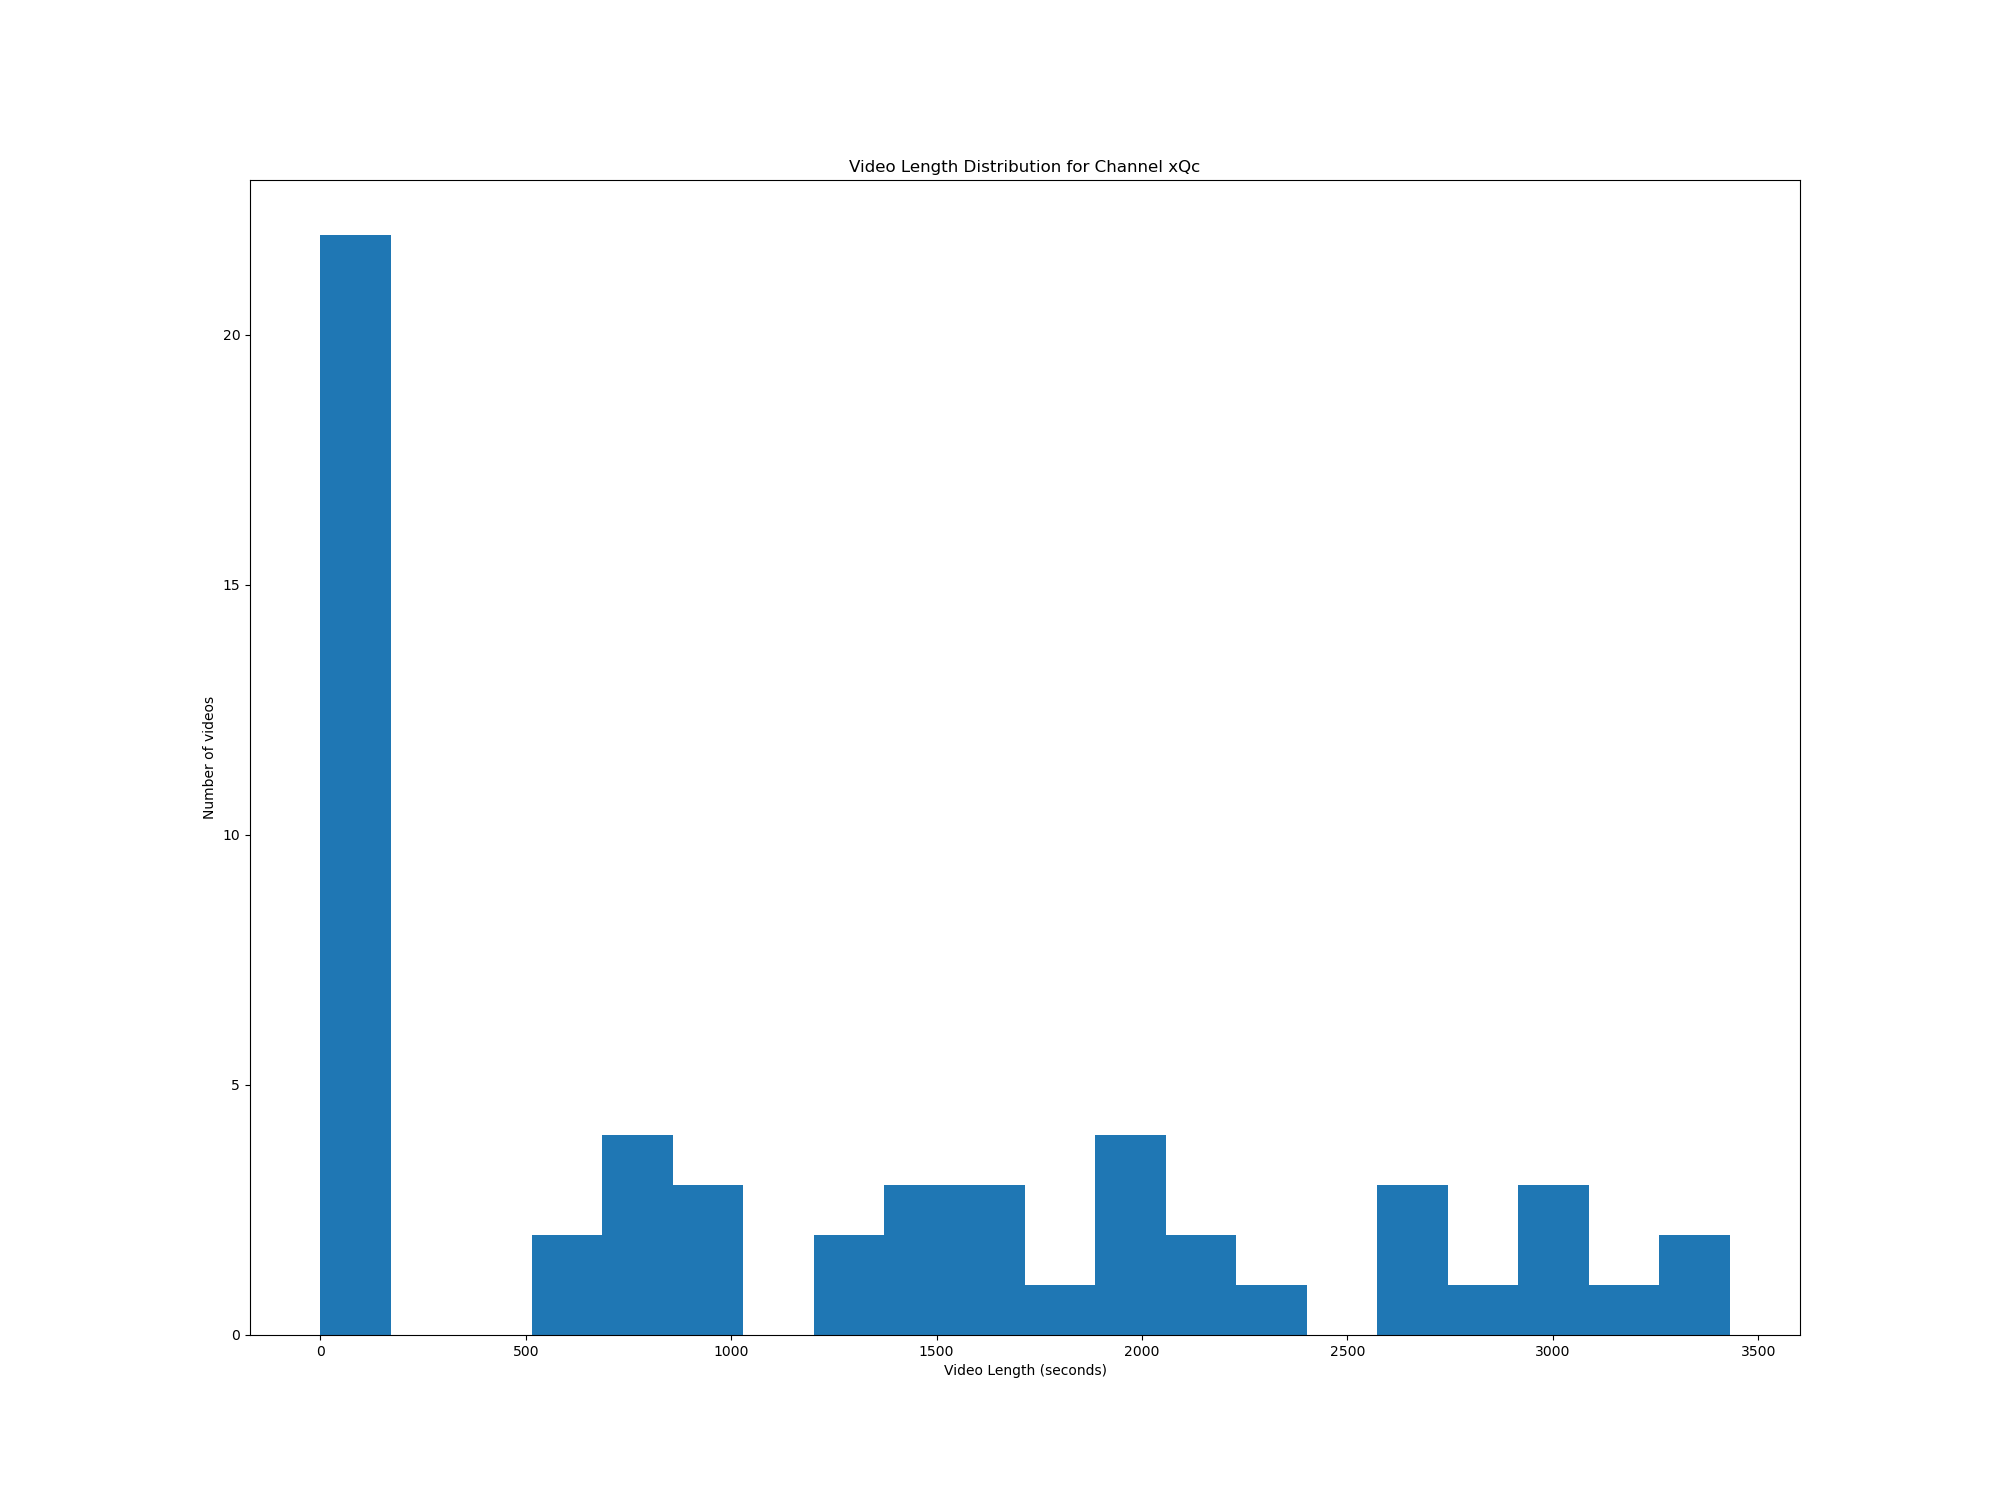 Video Length Distribution for Channel xQc
20
15
10
5
0
Number of videos
0 500 1000 1500 2000 2500 3000 3500
Video Length (seconds)